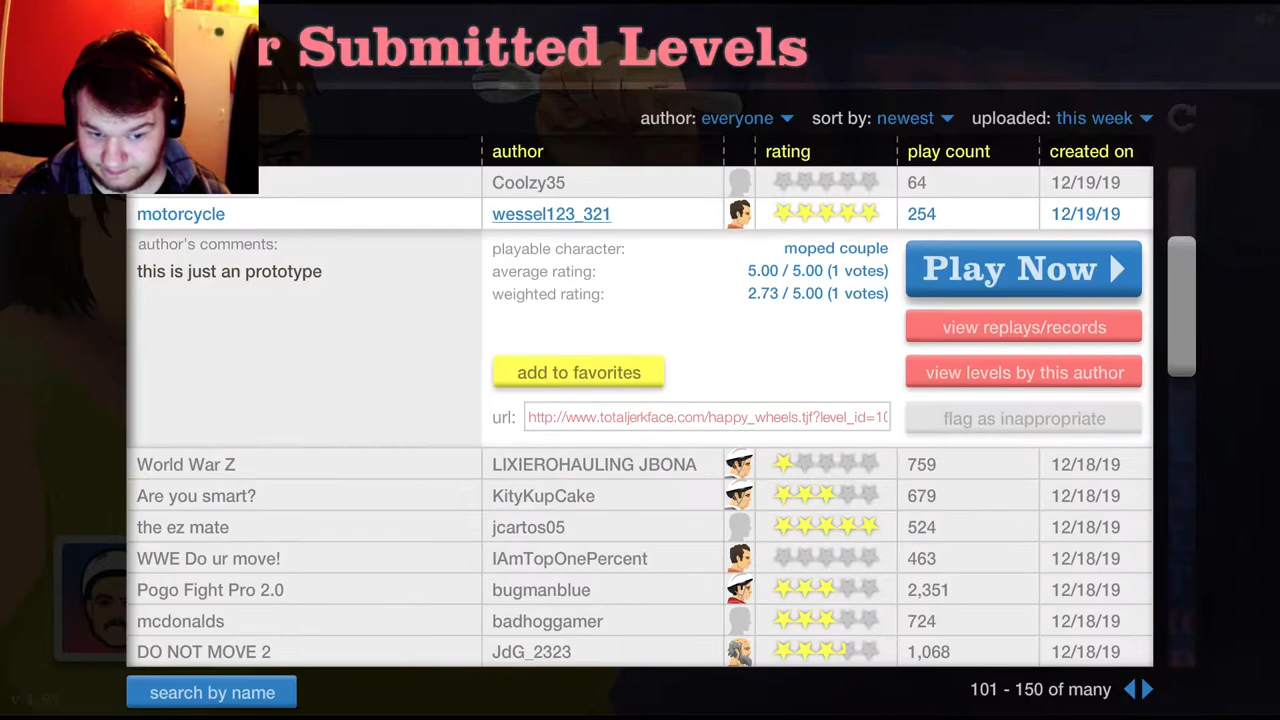 r Submitted Levels
author: everyone sort by: newest uploaded: this week
author rating play count created on
Coolzy35 64 12/19/19
motorcycle wessel123_321 254 12/19/19
author's comments:
this is just an prototype
playable character: moped couple
average rating: 5.00 / 5.00 (1 votes)
weighted rating: 2.73 / 5.00 (1 votes)
Play Now
view replays/records
add to favorites
view levels by this author
url: http://www.totaljerkface.com/happy_wheels.tjf?level_id=10
flag as inappropriate
World War Z LIXIEROHAULING JBONA 759 12/18/19
Are you smart? KityKupCake 679 12/18/19
the ez mate jcartos05 524 12/18/19
WWE Do ur move! IAmTopOnePercent 463 12/18/19
Pogo Fight Pro 2.0 bugmanblue 2,351 12/18/19
mcdonalds badhoggamer 724 12/18/19
DO NOT MOVE 2 JdG_2323 1,068 12/18/19
search by name
101 - 150 of many